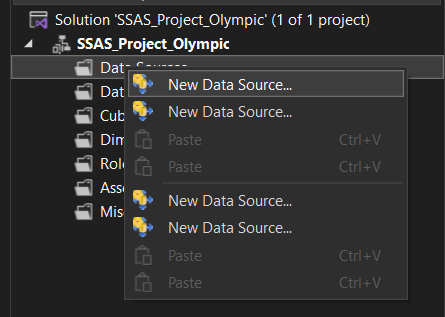 Solution 'SSAS_Project_Olympic' (1 of 1 project)
SSAS_Project_Olympic
Data Sources
New Data Source...
Dat
New Data Source...
Cub
Paste Ctrl+V
Dim
Paste Ctrl+V
Role
Asse
New Data Source...
Misc
New Data Source...
Paste Ctrl+V
Paste Ctrl+V